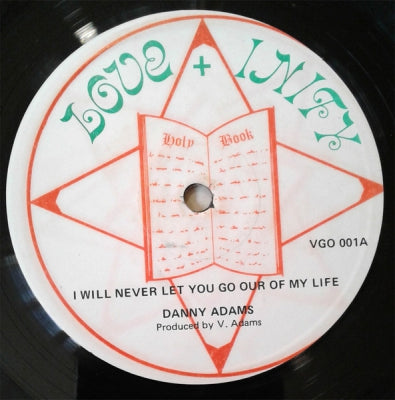 LOVE + INITY
Holy Book
VGO 001A
I WILL NEVER LET YOU GO OUR OF MY LIFE
DANNY ADAMS
Produced by V. Adams